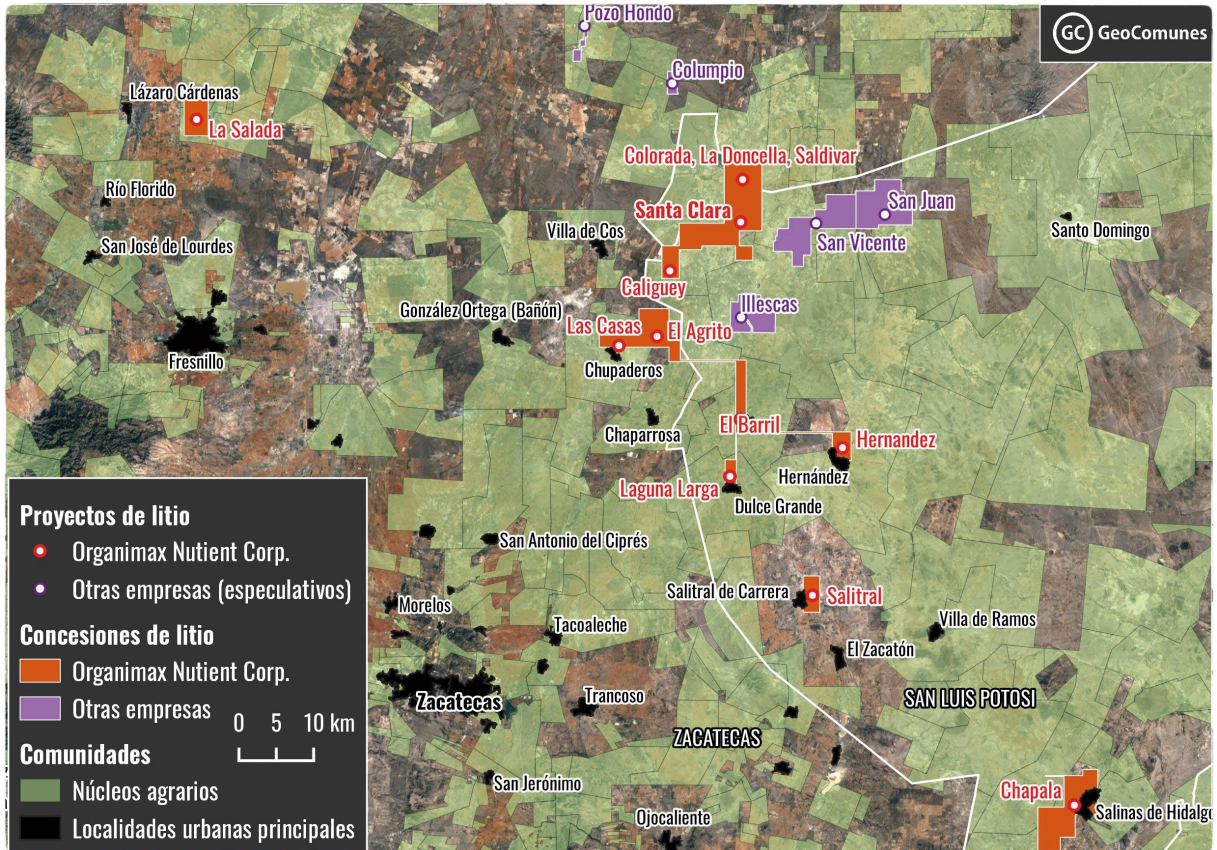 Pozo Hondo
GC GeoComunes
Columpio
Lázaro Cárdenas
La Salada
Colorada, La Doncella, Saldivar
Río Florido
Santa Clara
San Juan
San José de Lourdes
Villa de Cos
San Vicente
Santo Domingo
Caliguey
González Ortega (Bañón)
Illescas
Las Casas
El Agrito
Fresnillo
Chupaderos
El Barril
Chaparrosa
Hernandez
Hernández
Laguna Larga
Dulce Grande
Proyectos de litio
Organimax Nutient Corp.
Otras empresas (especulativos)
Concesiones de litio
Organimax Nutient Corp.
Otras empresas
0 5 10 km
Comunidades
Núcleos agrarios
Localidades urbanas principales
San Antonio del Ciprés
Salitral de Carrera
Salitral
Morelos
Tacoaleche
Villa de Ramos
El Zacatón
Zacatecas
Trancoso
SAN LUIS POTOSI
ZACATECAS
San Jerónimo
Chapala
Salinas de Hidalgo
Ojocaliente